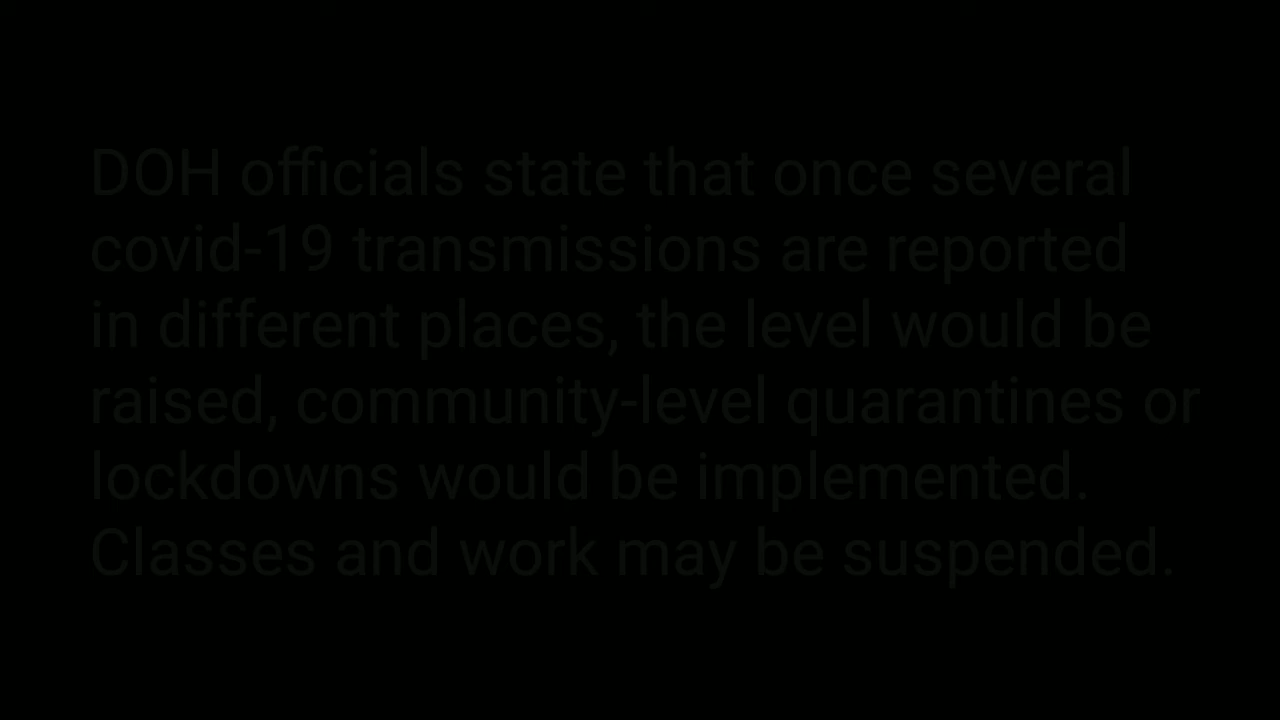 DOH officials state that once several
covid-19 transmissions are reported
in different places, the level would be
raised, community-level quarantines or
lockdowns would be implemented.
Classes and work may be suspended.